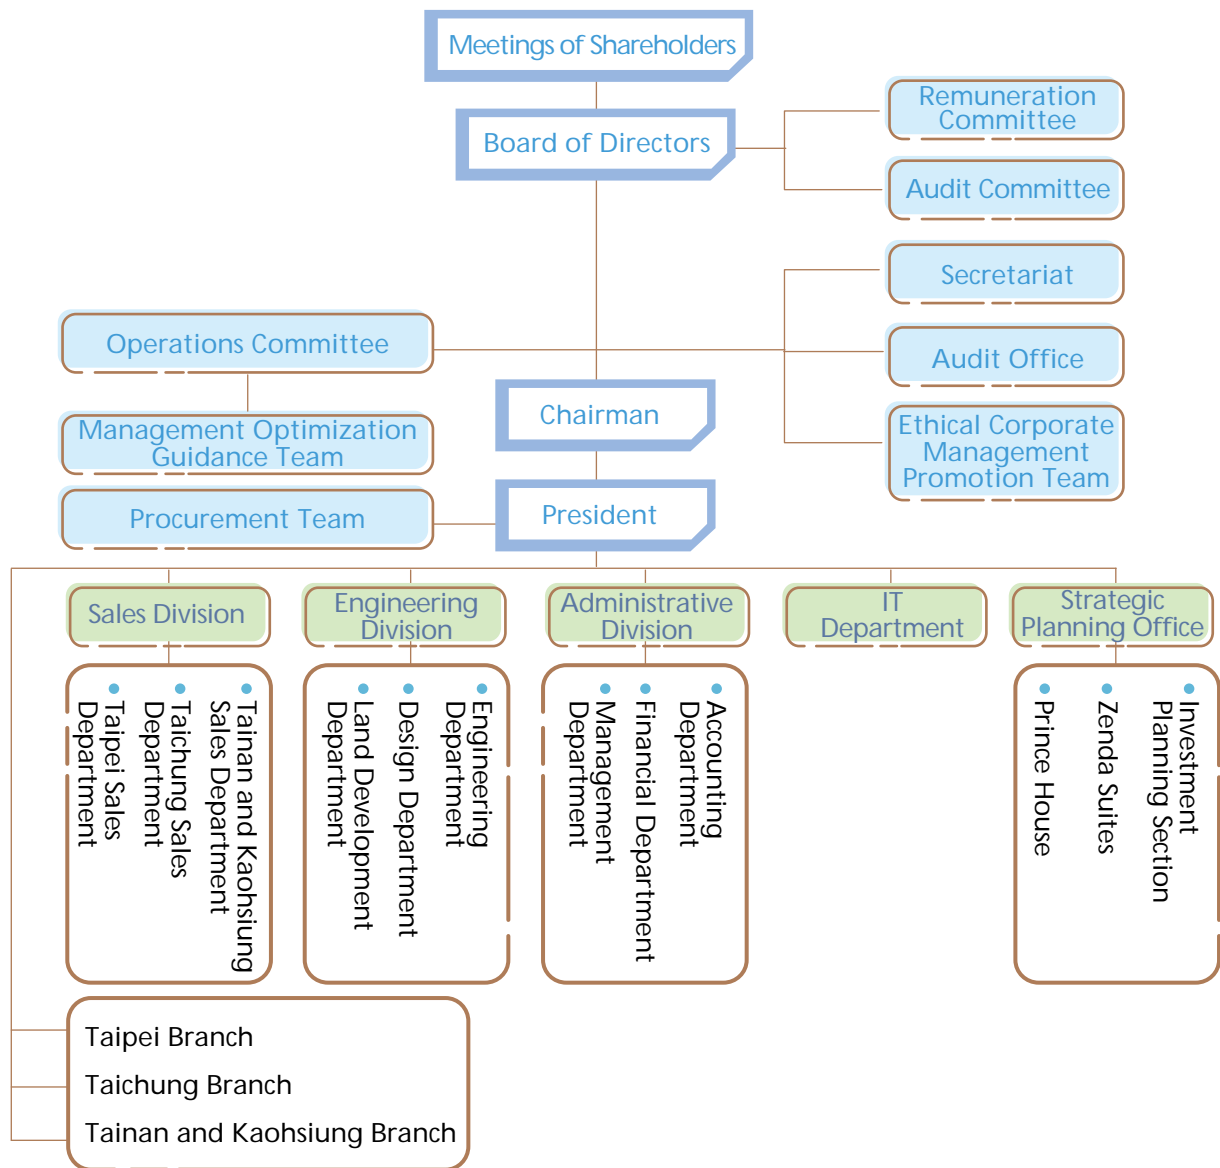 Meetings of Shareholders
Board of Directors
Remuneration
Committee
Audit Committee
Secretariat
Operations Committee
Audit Office
Chairman
Management Optimization
Guidance Team
Ethical Corporate
Management
Promotion Team
Procurement Team
President
Sales Division
Engineering
Division
Administrative
Division
IT
Department
Strategic
Planning Office
Tainan and Kaohsiung
Sales Department
Taichung Sales
Department
Taipei Sales
Department
Engineering
Department
Design Department
Land Development
Department
Accounting
Department
Financial Department
Management
Department
Investment
Planning Section
Zenda Suites
Prince House
Taipei Branch
Taichung Branch
Tainan and Kaohsiung Branch